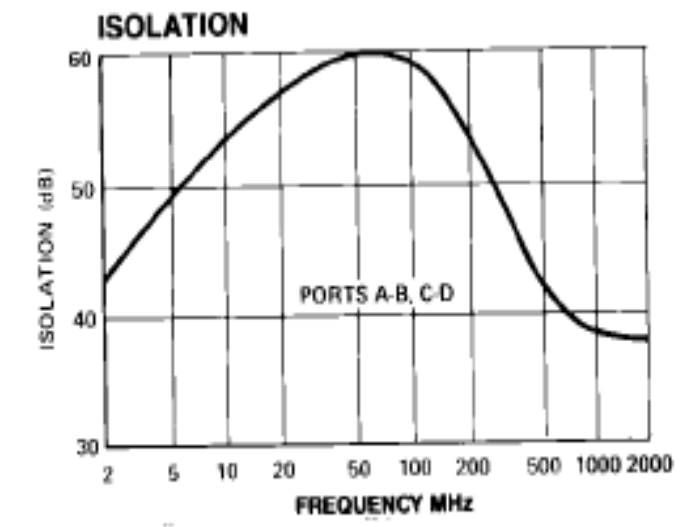 ISOLATION
60
50
40
30
ISOLATION (dB)
PORTS A-B, C-D
2 5 10 20 50 100 200 500 1000 2000
FREQUENCY MHz